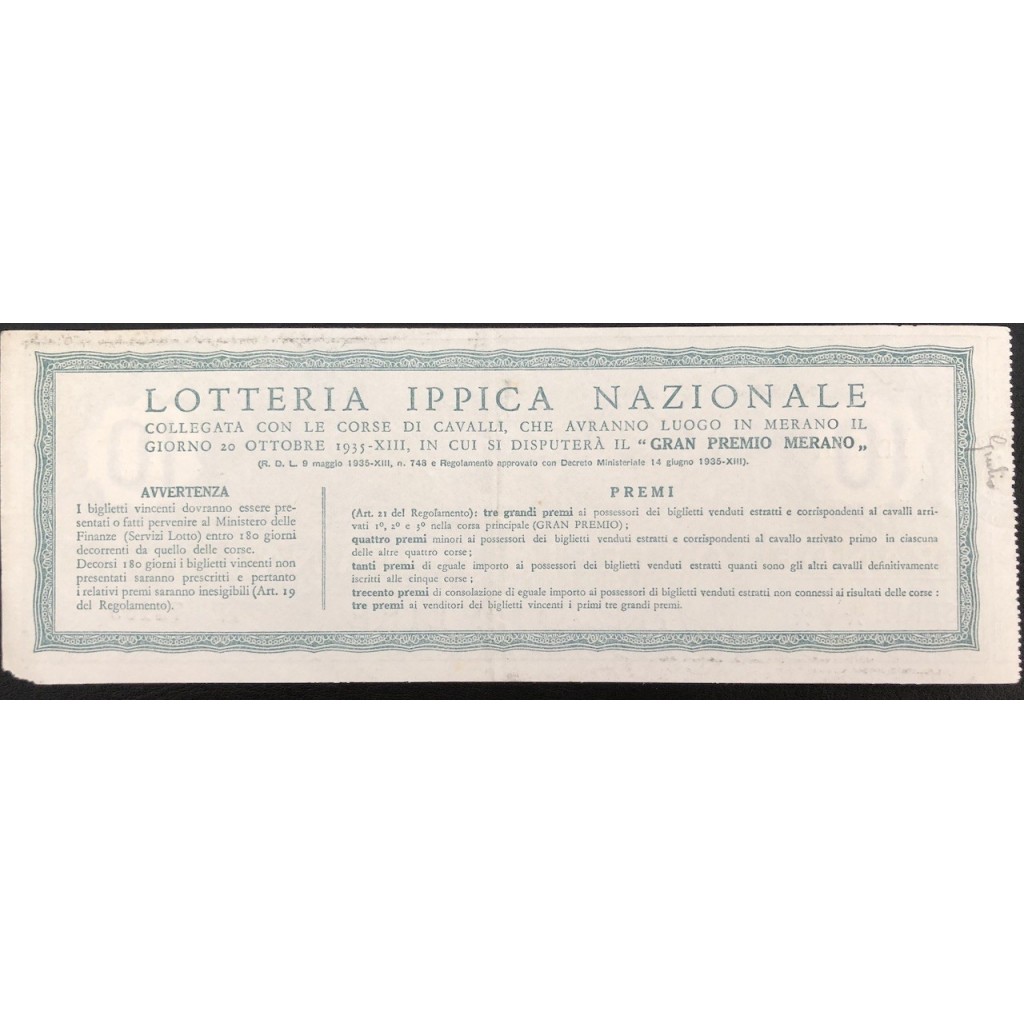 LOTTERIA IPPICA NAZIONALE
COLLEGATA CON LE CORSE DI CAVALLI, CHE AVRANNO LUOGO IN MERANO IL
GIORNO 20 OTTOBRE 1935-XIII, IN CUI SI DISPUTERÀ IL "GRAN PREMIO MERANO„
(R. D. L. 9 maggio 1935-XIII, n. 743 e Regolamento approvato con Decreto Ministeriale 14 giugno 1935-XIII).
AVVERTENZA
I biglietti vincenti dovranno essere pre-
sentati o fatti pervenire al Ministero delle
Finanze (Servizi Lotto) entro 180 giorni
decorrenti da quello delle corse.
Decorsi 180 giorni i biglietti vincenti non
presentati saranno prescritti e pertanto
i relativi premi saranno inesigibili (Art. 19
del Regolamento).
PREMI
(Art. 21 del Regolamento): tre grandi premi ai possessori dei biglietti venduti estratti e corrispondenti ai cavalli arri-
vati 1º, 2º e 3º nella corsa principale (GRAN PREMIO);
quattro premi minori ai possessori dei biglietti venduti estratti e corrispondenti al cavallo arrivato primo in ciascuna
delle altre quattro corse;
tanti premi di eguale importo ai possessori dei biglietti venduti estratti quanti sono gli altri cavalli definitivamente
iscritti alle cinque corse;
trecento premi di consolazione di eguale importo ai possessori di biglietti venduti estratti non connessi ai risultati delle corse:
tre premi ai venditori dei biglietti vincenti i primi tre grandi premi.
Giulio